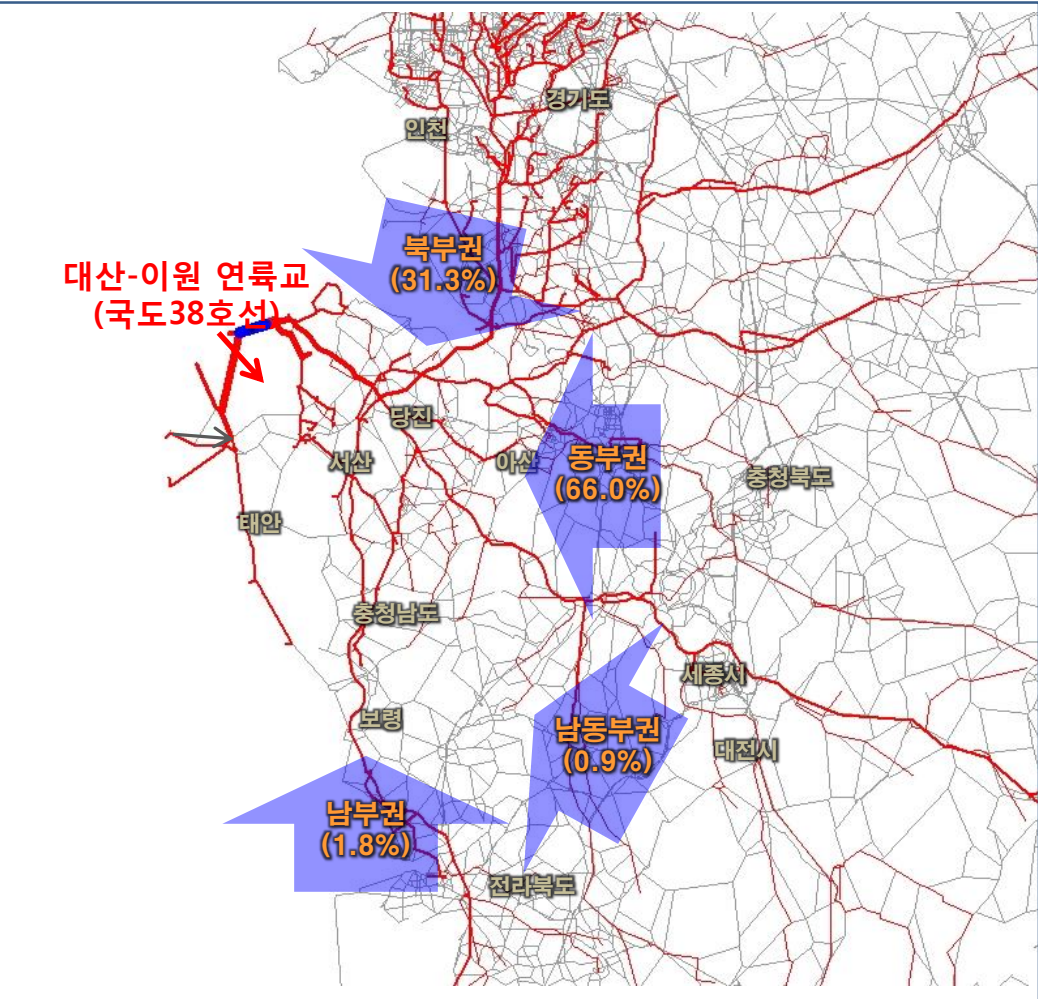 경기도
인천
북부권
(31.3%)
대산-이원 연륙교
(국도38호선)
당진
서산
아산
동부권
(66.0%)
충청북도
태안
충청남도
세종시
보령
남동부권
(0.9%)
대전시
남부권
(1.8%)
전라북도